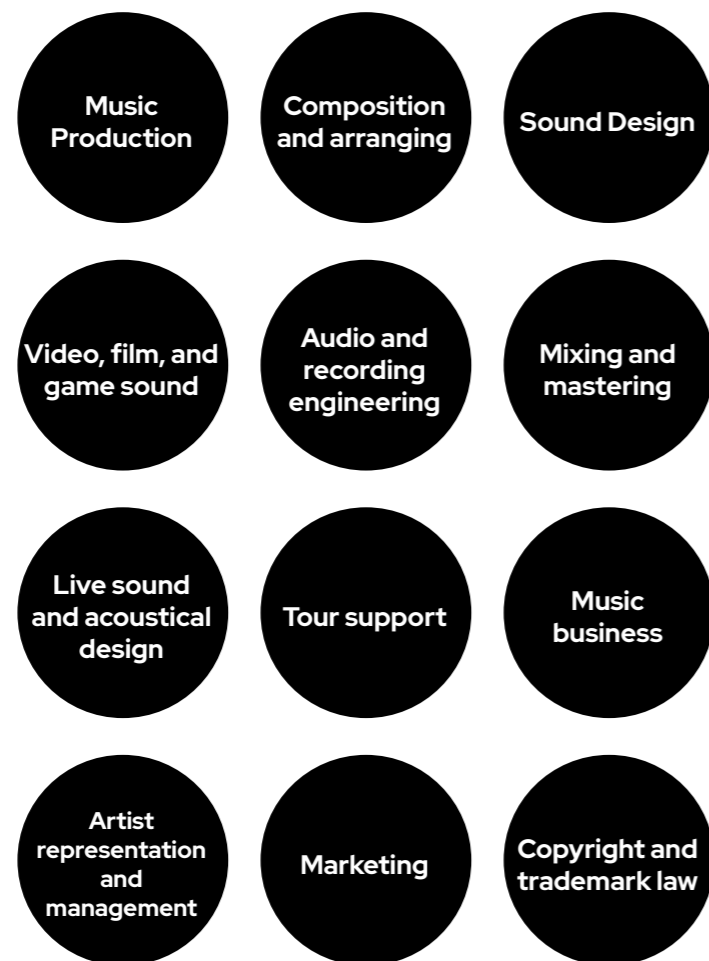 Music
Production
Composition
and arranging
Sound Design
Video, film, and
game sound
Audio and
recording
engineering
Mixing and
mastering
Live sound
and acoustical
design
Tour support
Music
business
Artist
representation
and
management
Marketing
Copyright and
trademark law